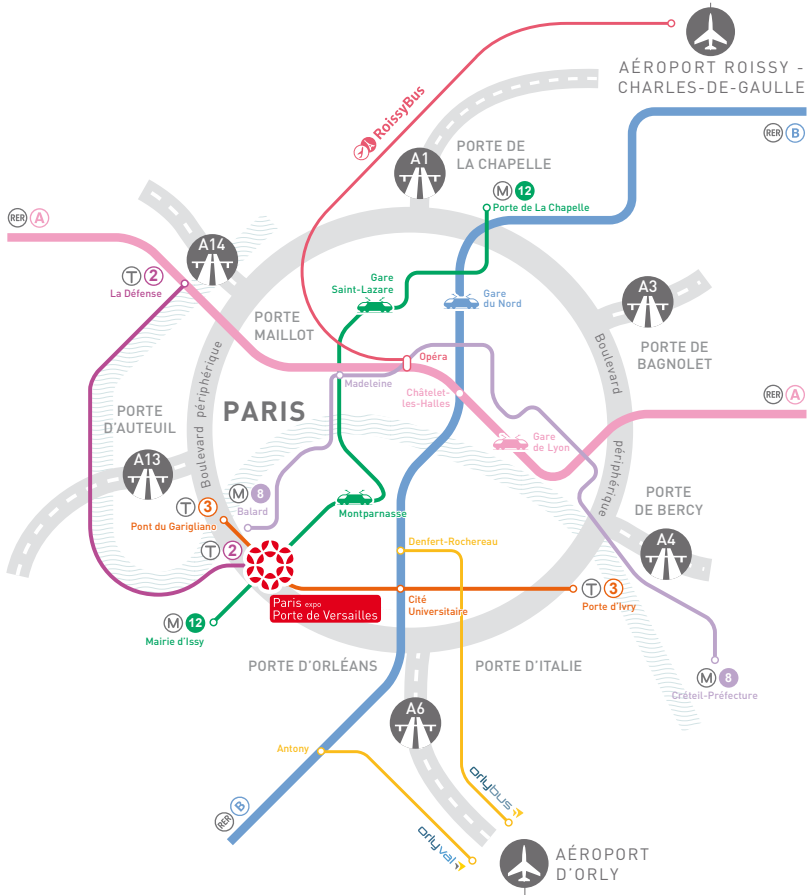 AÉROPORT ROISSY -
CHARLES-DE-GAULLE
RER B
RoissyBus
PORTE DE
LA CHAPELLE
A1
M 12
Porte de La Chapelle
RER A
A14
T 2
La Défense
Gare
Saint-Lazare
Gare
du Nord
A3
PORTE
MAILLOT
PORTE DE
BAGNOLET
Boulevard périphérique
Boulevard
périphérique
Opéra
Madeleine
Châtelet-
les-Halles
RER A
PARIS
PORTE
D'AUTEUIL
Gare
de Lyon
A13
M 8
Balard
T 3
Pont du Garigliano
Montparnasse
PORTE
DE BERCY
A4
T 2
Denfert-Rochereau
Paris expo
Porte de Versailles
Cité
Universitaire
T 3
Porte d'Ivry
M 12
Mairie d'Issy
PORTE D'ORLÉANS
PORTE D'ITALIE
M 8
Créteil-Préfecture
A6
Antony
orlybus
RER B
orlyval
AÉROPORT
D'ORLY